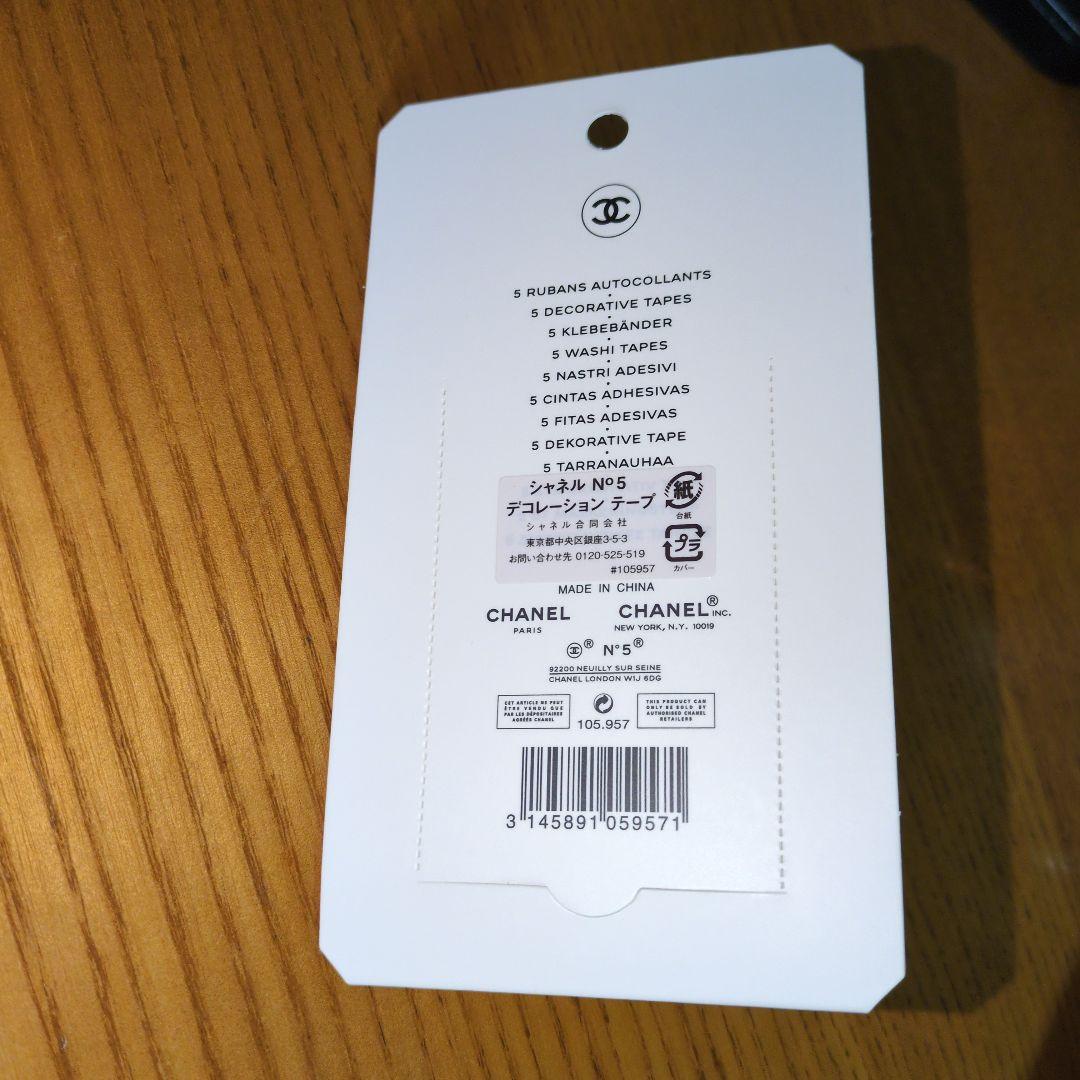 5 RUBANS AUTOCOLLANTS
5 DECORATIVE TAPES
5 KLEBEBÄNDER
5 WASHI TAPES
5 NASTRI ADESIVI
5 CINTAS ADHESIVAS
5 FITAS ADESIVAS
5 DEKORATIVE TAPE
5 TARRANAUHAA
シャネル Nº5
デコレーション テープ
シャネル合同会社
東京都中央区銀座3-5-3
お問い合わせ先 0120-525-519
#105957
紙
台紙
プラ
カバー
MADE IN CHINA
CHANEL
PARIS
CHANEL® INC.
NEW YORK, N.Y. 10019
® N°5®
92200 NEUILLY SUR SEINE
CHANEL LONDON W1J 6DG
CET ARTICLE NE PEUT
ÊTRE VENDU QUE
PAR LES DÉPOSITAIRES
AGRÉÉS CHANEL
105.957
THIS PRODUCT CAN
ONLY BE SOLD BY
AUTHORISED CHANEL
RETAILERS
3 145891 059571